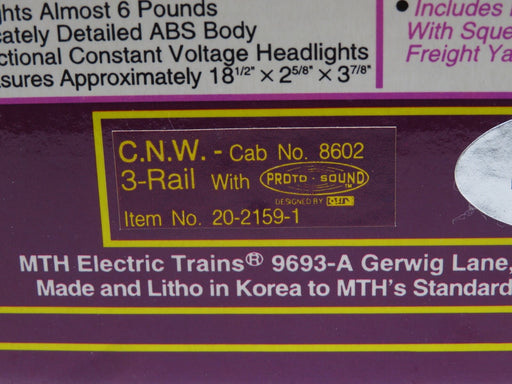 ghts Almost 6 Pounds
cately Detailed ABS Body
ctional Constant Voltage Headlights
asures Approximately 18 1/2" × 2 5/8" × 3 7/8"
• Includes
With Sque
Freight Ya
C.N.W. - Cab No. 8602
3-Rail With PROTO-SOUND™
DESIGNED BY QSI
Item No. 20-2159-1
MTH Electric Trains® 9693-A Gerwig Lane,
Made and Litho in Korea to MTH's Standard